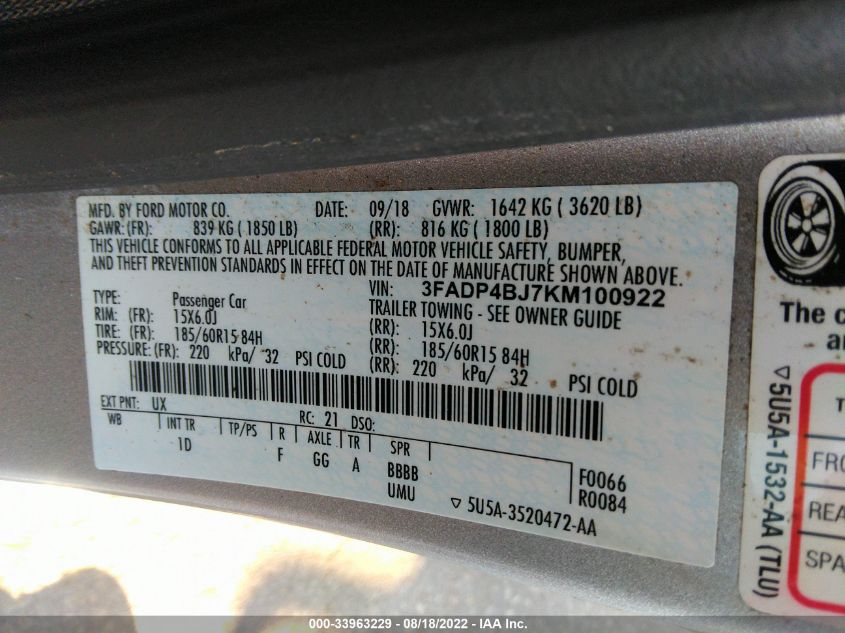 MFD. BY FORD MOTOR CO. DATE: 09/18 GVWR: 1642 KG ( 3620 LB)
GAWR: (FR): 839 KG ( 1850 LB) (RR): 816 KG ( 1800 LB)
THIS VEHICLE CONFORMS TO ALL APPLICABLE FEDERAL MOTOR VEHICLE SAFETY, BUMPER,
AND THEFT PREVENTION STANDARDS IN EFFECT ON THE DATE OF MANUFACTURE SHOWN ABOVE.
VIN: 3FADP4BJ7KM100922
TYPE: Passenger Car TRAILER TOWING - SEE OWNER GUIDE
RIM: (FR): 15X6.0J (RR): 15X6.0J
TIRE: (FR): 185/60R15 84H (RR): 185/60R15 84H
PRESSURE: (FR): 220 kPa/ 32 PSI COLD (RR): 220 kPa/ 32 PSI COLD
EXT PNT: UX RC: 21 DSO:
WB INT TR TP/PS R AXLE TR SPR
1D F GG A BBBB F0066
UMU R0084
▽ 5U5A-3520472-AA
The c
a
T
FRO
REA
SPA
▽ 5U5A-1532-AA (TLU)
000-33963229 - 08/18/2022 - IAA Inc.